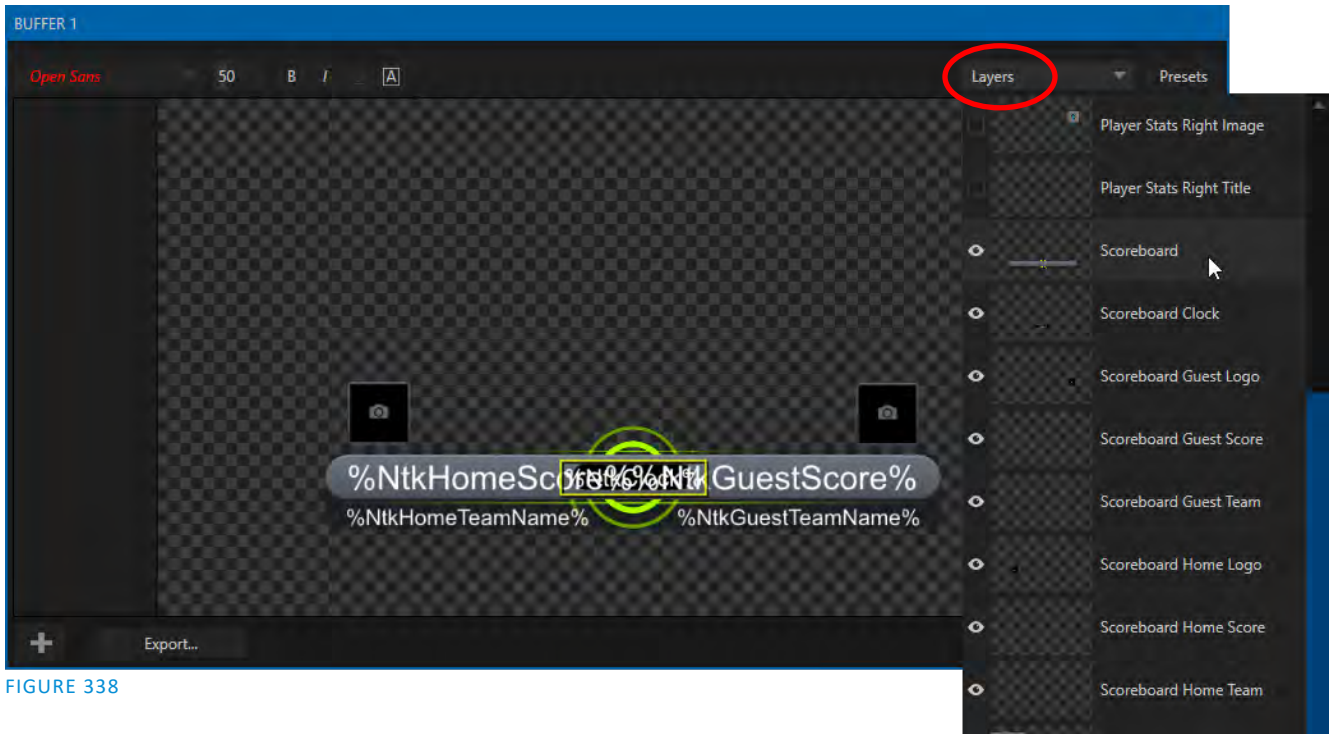 BUFFER 1
Open Sans 50 B I A Layers Presets
Player Stats Right Image
Player Stats Right Title
Scoreboard
Scoreboard Clock
Scoreboard Guest Logo
Scoreboard Guest Score
Scoreboard Guest Team
Scoreboard Home Logo
Scoreboard Home Score
Scoreboard Home Team
%NtkHomeSco GuestScore%
%NtkHomeTeamName% %NtkGuestTeamName%
Export...
FIGURE 338